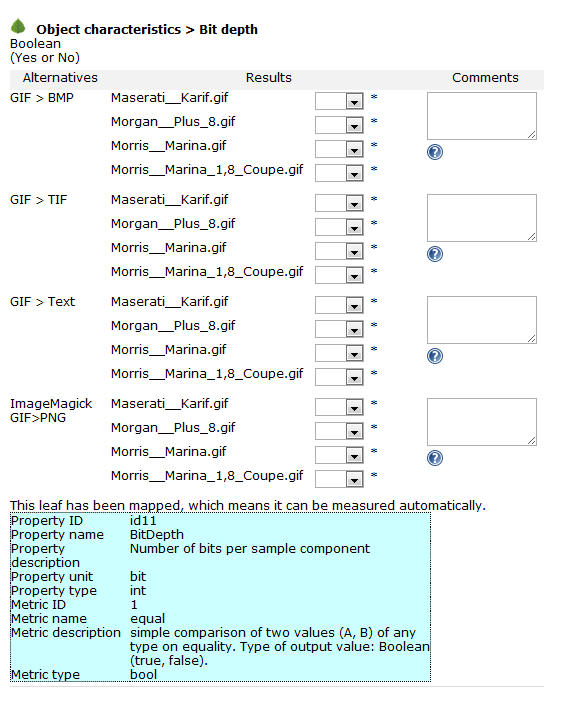 Object characteristics > Bit depth
Boolean
(Yes or No)
Alternatives Results Comments
GIF > BMP Maserati__Karif.gif *
Morgan__Plus_8.gif *
Morris__Marina.gif *
Morris__Marina_1,8_Coupe.gif *
GIF > TIF Maserati__Karif.gif *
Morgan__Plus_8.gif *
Morris__Marina.gif *
Morris__Marina_1,8_Coupe.gif *
GIF > Text Maserati__Karif.gif *
Morgan__Plus_8.gif *
Morris__Marina.gif *
Morris__Marina_1,8_Coupe.gif *
ImageMagick Maserati__Karif.gif *
GIF>PNG
Morgan__Plus_8.gif *
Morris__Marina.gif *
Morris__Marina_1,8_Coupe.gif *
This leaf has been mapped, which means it can be measured automatically.
Property ID id11
Property name BitDepth
Property Number of bits per sample component
description
Property unit bit
Property type int
Metric ID 1
Metric name equal
Metric description simple comparison of two values (A, B) of any
type on equality. Type of output value: Boolean
(true, false).
Metric type bool